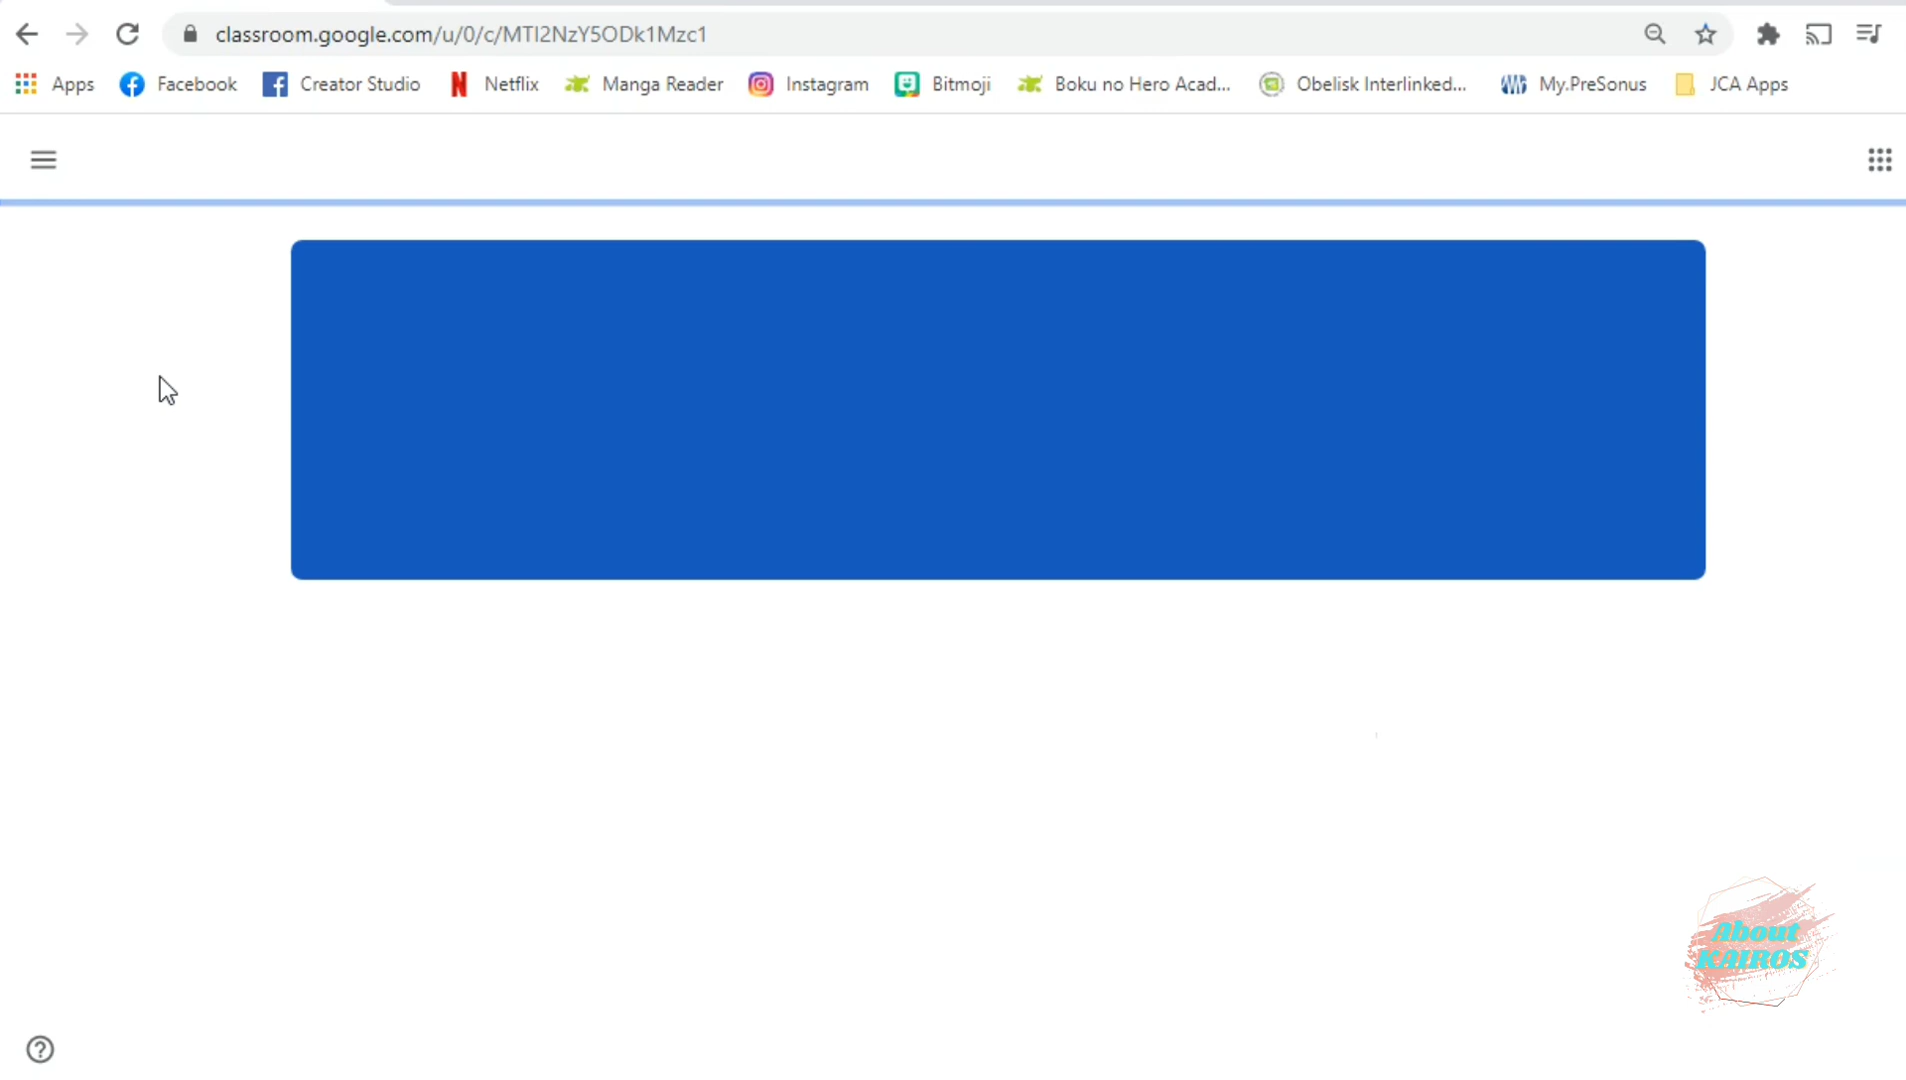 classroom.google.com/u/0/c/MTI2NzY5ODk1Mzc1
Apps Facebook Creator Studio Netflix Manga Reader Instagram Bitmoji Boku no Hero Acad... Obelisk Interlinked... My.PreSonus JCA Apps
About
KAIROS